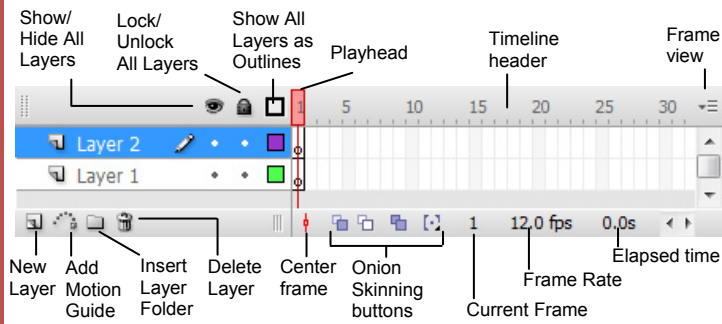 Show/
Hide All
Layers
Lock/
Unlock
All Layers
Show All
Layers as
Outlines
Playhead
Timeline
header
Frame
view
1 5 10 15 20 25 30
Layer 2
Layer 1
1 12.0 fps 0.0s
New
Layer
Add
Motion
Guide
Insert
Layer
Folder
Delete
Layer
Center
frame
Onion
Skinning
buttons
Current Frame
Frame Rate
Elapsed time